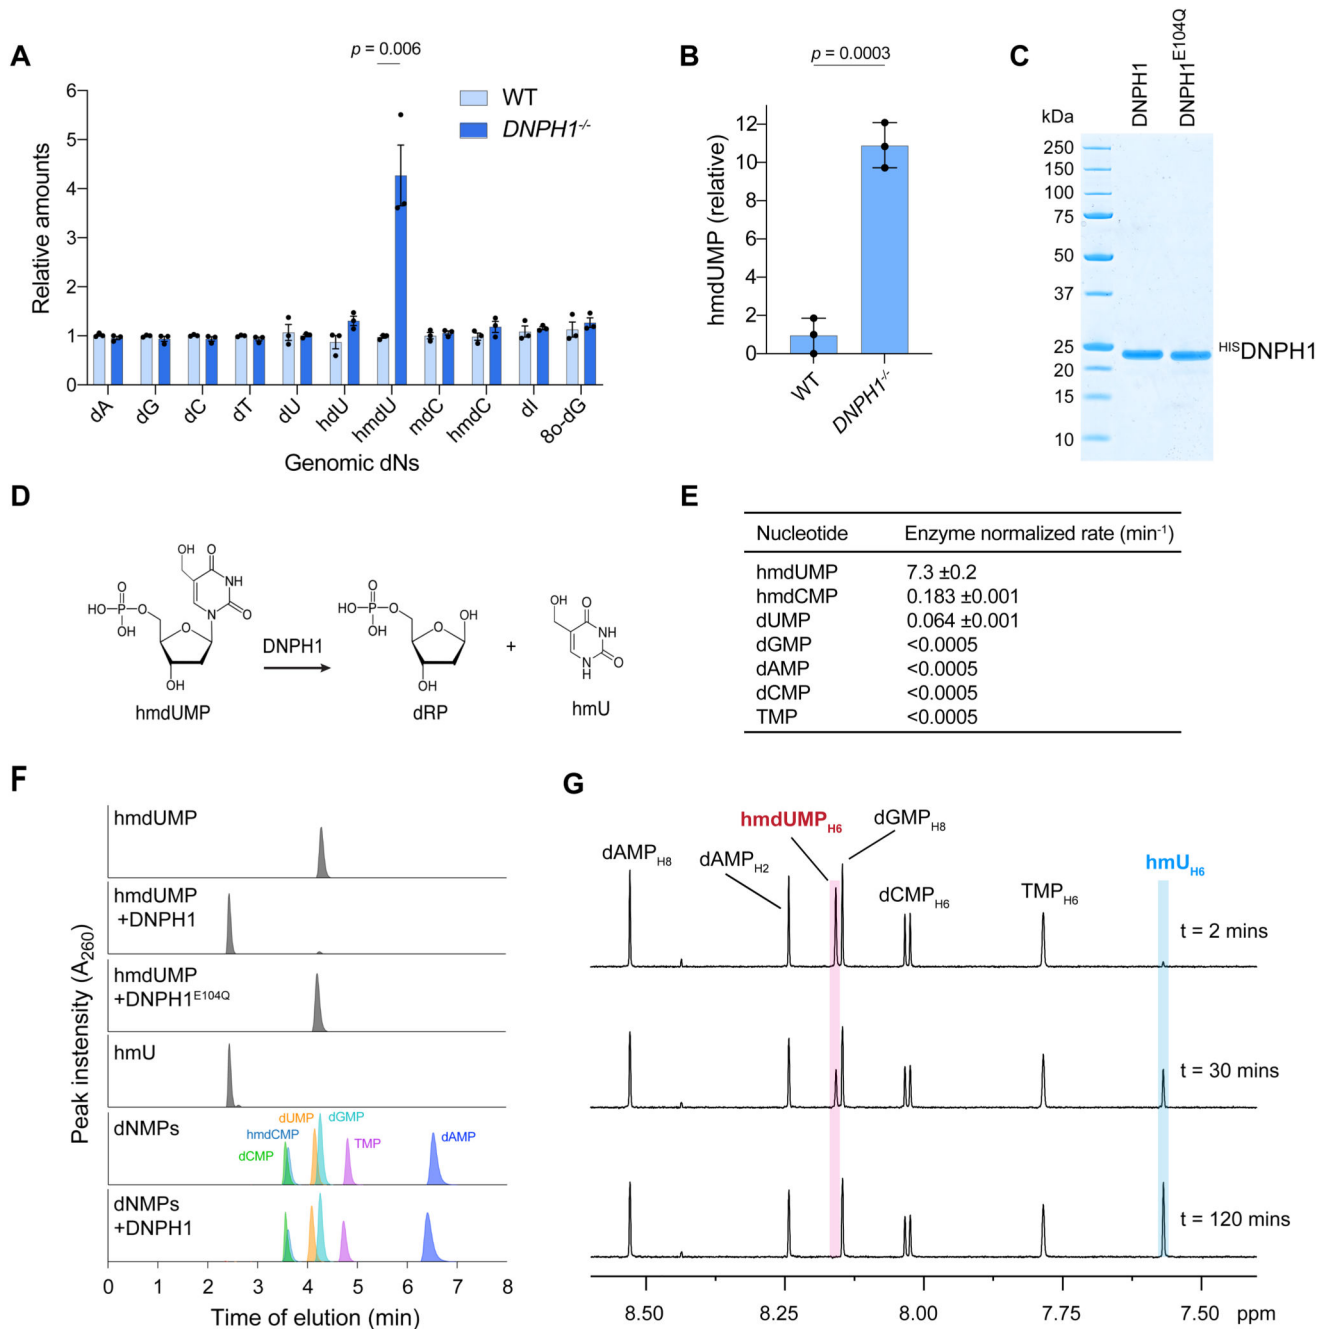 A
p = 0.006
Relative amounts
6
5
4
3
2
1
0
WT
DNPH1-/-
dA
dG
dC
dT
dU
hdU
hmdU
mdC
hmdC
dI
8o-dG
Genomic dNs
B
p = 0.0003
hmdUMP (relative)
12
10
8
6
4
2
0
WT
DNPH1-/-
C
DNPH1
DNPH1E104Q
kDa
250
150
100
75
50
37
25
20
15
10
HISDNPH1
D
OH
O
NH
O
N
O
HO-P-O
OH
O
OH
hmdUMP
DNPH1
O
HO-P-O
OH
OH
O
OH
dRP
+
OH
O
NH
O
N
H
hmU
E
Nucleotide Enzyme normalized rate (min-1)
hmdUMP 7.3 ±0.2
hmdCMP 0.183 ±0.001
dUMP 0.064 ±0.001
dGMP <0.0005
dAMP <0.0005
dCMP <0.0005
TMP <0.0005
F
Peak instensity (A260)
hmdUMP
hmdUMP
+DNPH1
hmdUMP
+DNPH1E104Q
hmU
dNMPs
dCMP
hmdCMP
dUMP
dGMP
TMP
dAMP
dNMPs
+DNPH1
0 1 2 3 4 5 6 7 8
Time of elution (min)
G
dAMPH8
dAMPH2
hmdUMPH6
dGMPH8
dCMPH6
TMPH6
hmUH6
t = 2 mins
t = 30 mins
t = 120 mins
8.50 8.25 8.00 7.75 7.50 ppm